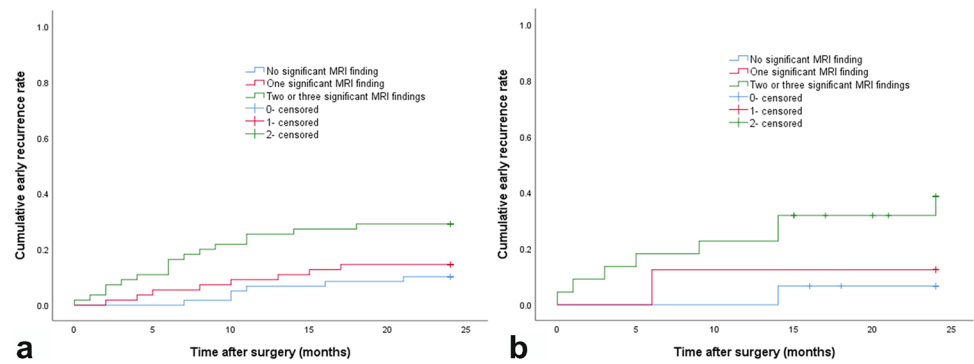 1.0
0.8
0.6
0.4
0.2
0.0
Cumulative early recurrence rate
No significant MRI finding
One significant MRI finding
Two or three significant MRI findings
0- censored
1- censored
2- censored
0 5 10 15 20 25
Time after surgery (months)
a
1.0
0.8
0.6
0.4
0.2
0.0
Cumulative early recurrence rate
No significant MRI finding
One significant MRI finding
Two or three significant MRI findings
0- censored
1- censored
2- censored
0 5 10 15 20 25
Time after surgery (months)
b